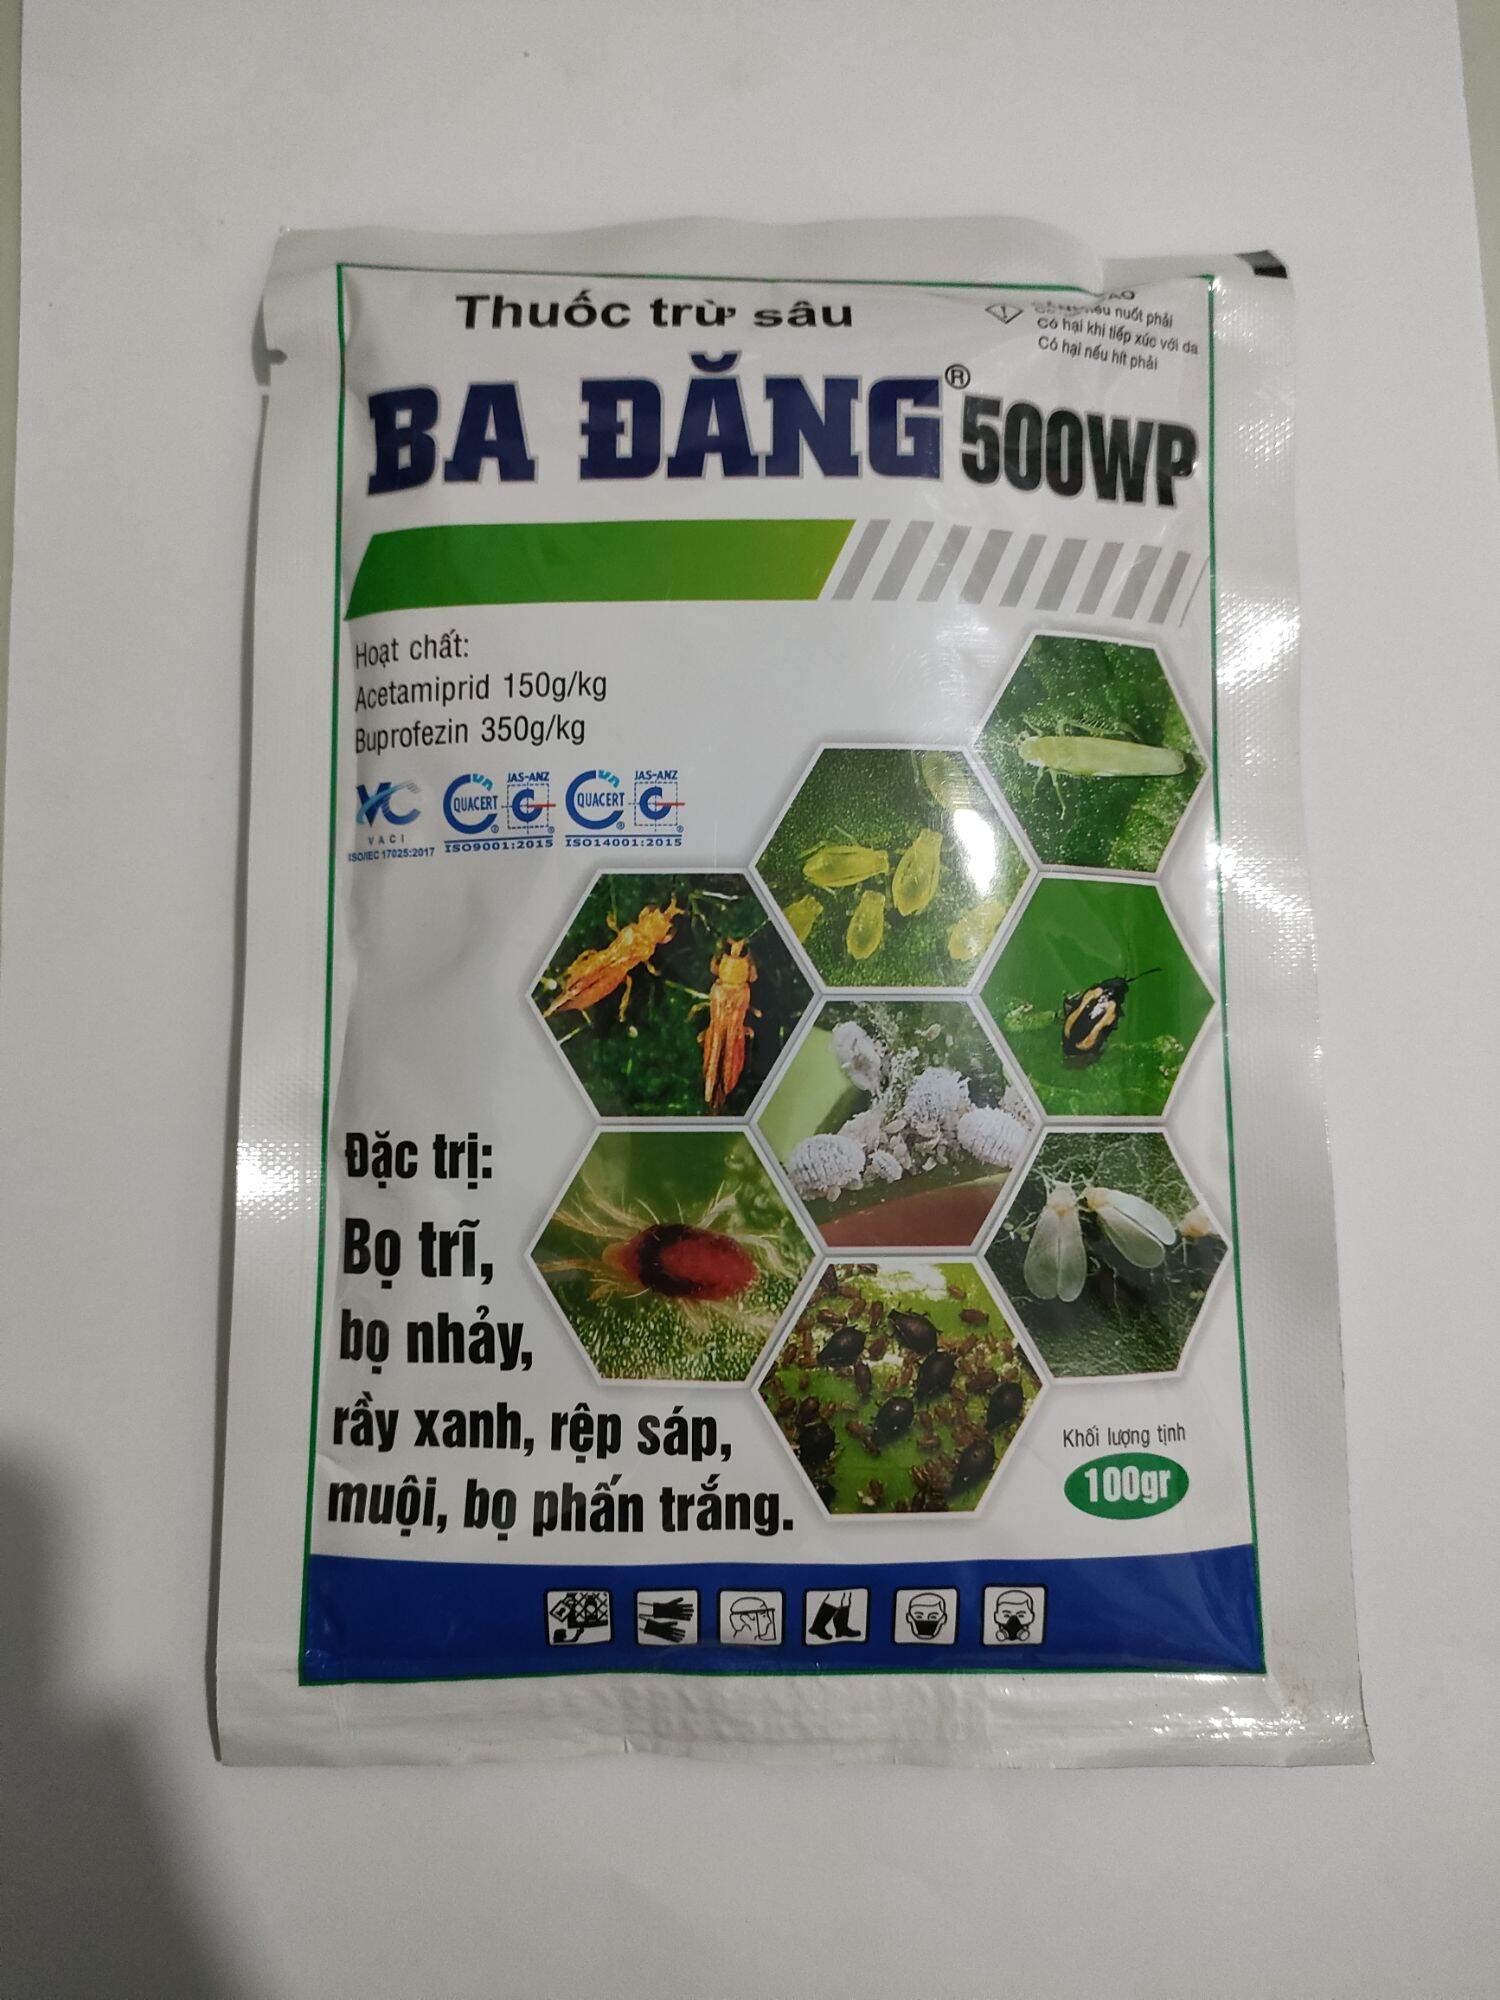 Thuốc trừ sâu
nuốt phải
Có hại khi tiếp xúc với da
Có hại nếu hít phải
BA ĐĂNG® 500WP
Hoạt chất:
Acetamiprid 150g/kg
Buprofezin 350g/kg
JAS-ANZ JAS-ANZ
VC QUACERT QUACERT
VACI
ISO/IEC 17025:2017 ISO9001:2015 ISO14001:2015
Đặc trị:
Bọ trĩ,
bọ nhảy,
rầy xanh, rệp sáp,
muội, bọ phấn trắng.
Khối lượng tịnh
100gr